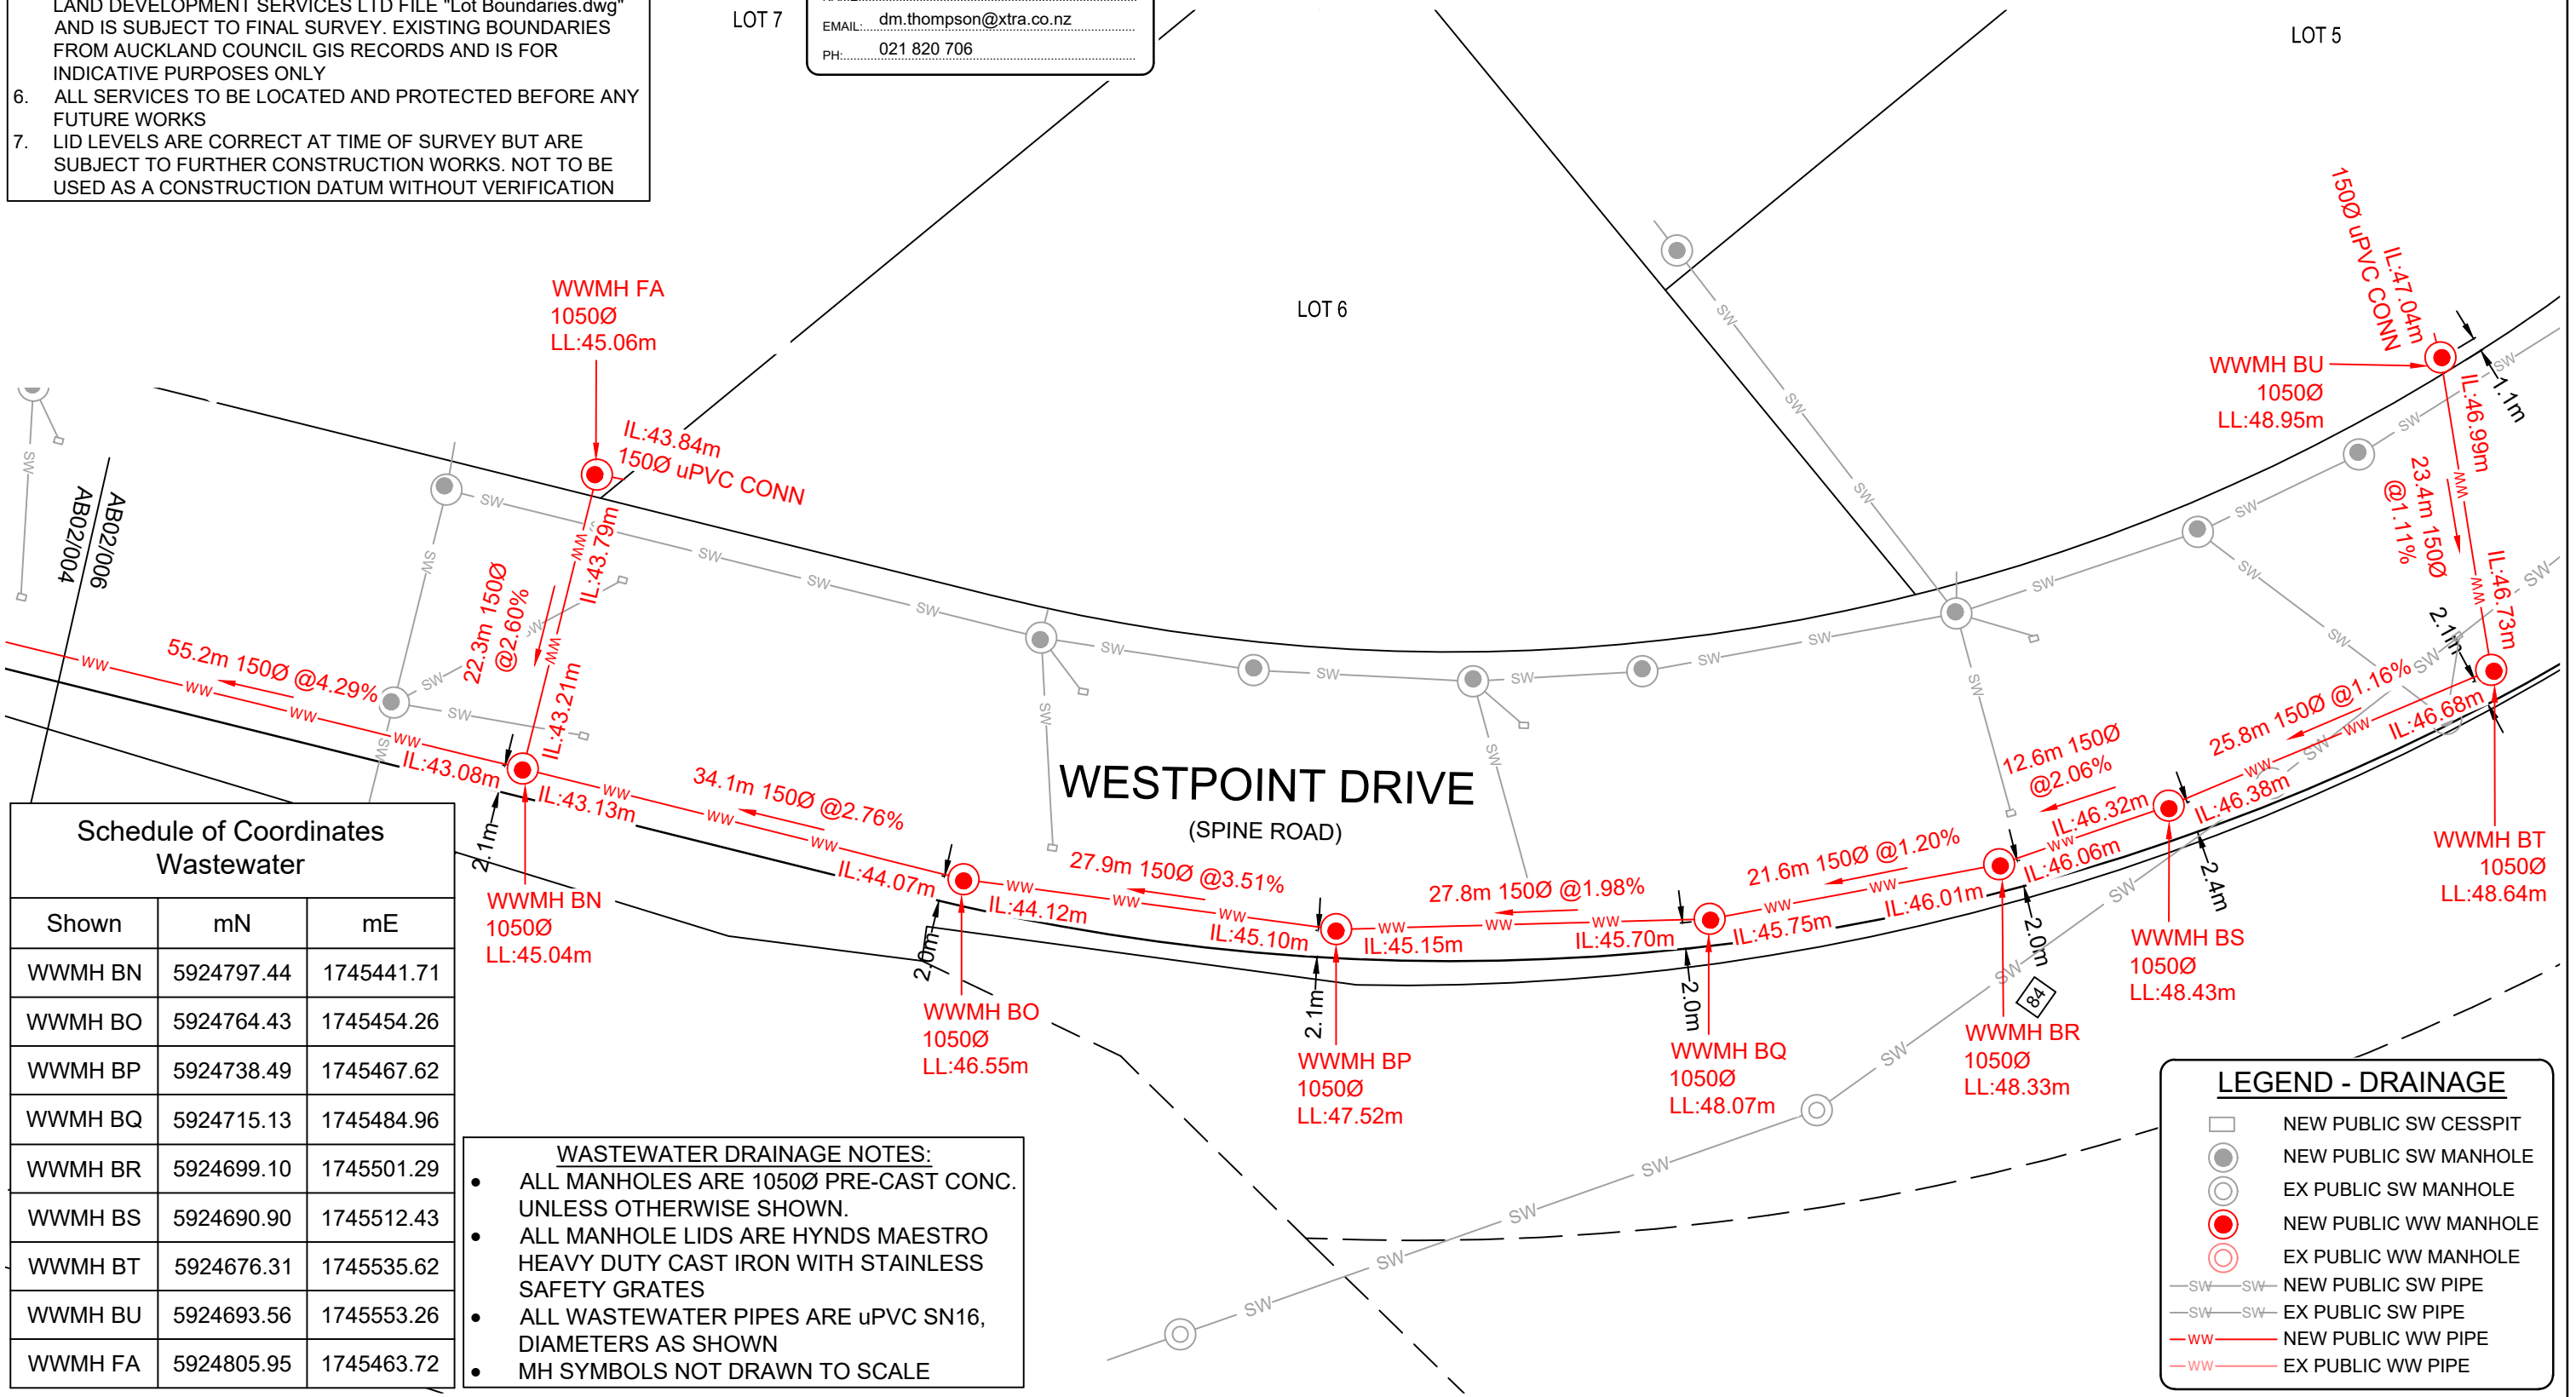 LAND DEVELOPMENT SERVICES LTD FILE "Lot Boundaries.dwg"
AND IS SUBJECT TO FINAL SURVEY. EXISTING BOUNDARIES
FROM AUCKLAND COUNCIL GIS RECORDS AND IS FOR
INDICATIVE PURPOSES ONLY
6. ALL SERVICES TO BE LOCATED AND PROTECTED BEFORE ANY
FUTURE WORKS
7. LID LEVELS ARE CORRECT AT TIME OF SURVEY BUT ARE
SUBJECT TO FURTHER CONSTRUCTION WORKS. NOT TO BE
USED AS A CONSTRUCTION DATUM WITHOUT VERIFICATION
LOT 7
EMAIL: dm.thompson@xtra.co.nz
PH: 021 820 706
LOT 5
LOT 6
WWMH FA
1050Ø
LL:45.06m
IL:43.84m
150Ø uPVC CONN
IL:43.79m
22.3m 150Ø
@2.60%
IL:43.21m
AB02/006
AB02/004
55.2m 150Ø @4.29%
IL:43.08m
IL:43.13m
2.1m
WWMH BN
1050Ø
LL:45.04m
34.1m 150Ø @2.76%
IL:44.07m
IL:44.12m
2.0m
WWMH BO
1050Ø
LL:46.55m
WESTPOINT DRIVE
(SPINE ROAD)
27.9m 150Ø @3.51%
IL:45.10m
IL:45.15m
2.1m
WWMH BP
1050Ø
LL:47.52m
27.8m 150Ø @1.98%
IL:45.70m
IL:45.75m
2.0m
WWMH BQ
1050Ø
LL:48.07m
21.6m 150Ø @1.20%
IL:46.01m
IL:46.06m
2.0m
84
WWMH BR
1050Ø
LL:48.33m
12.6m 150Ø
@2.06%
IL:46.32m
IL:46.38m
2.4m
WWMH BS
1050Ø
LL:48.43m
25.8m 150Ø @1.16%
IL:46.68m
2.1m
WWMH BT
1050Ø
LL:48.64m
IL:46.73m
23.4m 150Ø
@1.11%
IL:46.99m
1.1m
WWMH BU
1050Ø
LL:48.95m
IL:47.04m
150Ø uPVC CONN
Schedule of Coordinates
Wastewater
Shown mN mE
WWMH BN 5924797.44 1745441.71
WWMH BO 5924764.43 1745454.26
WWMH BP 5924738.49 1745467.62
WWMH BQ 5924715.13 1745484.96
WWMH BR 5924699.10 1745501.29
WWMH BS 5924690.90 1745512.43
WWMH BT 5924676.31 1745535.62
WWMH BU 5924693.56 1745553.26
WWMH FA 5924805.95 1745463.72
WASTEWATER DRAINAGE NOTES:
• ALL MANHOLES ARE 1050Ø PRE-CAST CONC.
UNLESS OTHERWISE SHOWN.
• ALL MANHOLE LIDS ARE HYNDS MAESTRO
HEAVY DUTY CAST IRON WITH STAINLESS
SAFETY GRATES
• ALL WASTEWATER PIPES ARE uPVC SN16,
DIAMETERS AS SHOWN
• MH SYMBOLS NOT DRAWN TO SCALE
LEGEND - DRAINAGE
NEW PUBLIC SW CESSPIT
NEW PUBLIC SW MANHOLE
EX PUBLIC SW MANHOLE
NEW PUBLIC WW MANHOLE
EX PUBLIC WW MANHOLE
SW SW NEW PUBLIC SW PIPE
SW SW EX PUBLIC SW PIPE
WW NEW PUBLIC WW PIPE
WW EX PUBLIC WW PIPE